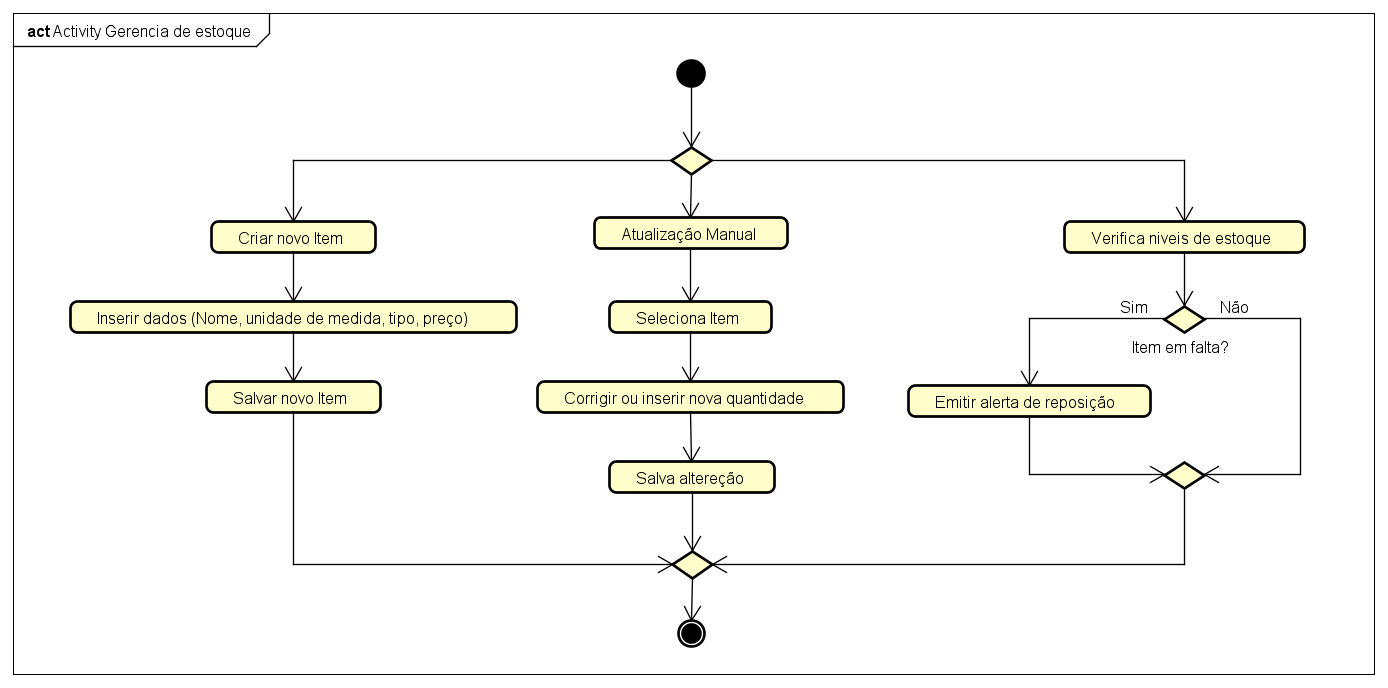 act Activity Gerencia de estoque
Criar novo Item
Atualização Manual
Verifica niveis de estoque
Inserir dados (Nome, unidade de medida, tipo, preço)
Seleciona Item
Sim
Não
Item em falta?
Salvar novo Item
Corrigir ou inserir nova quantidade
Emitir alerta de reposição
Salva altereção